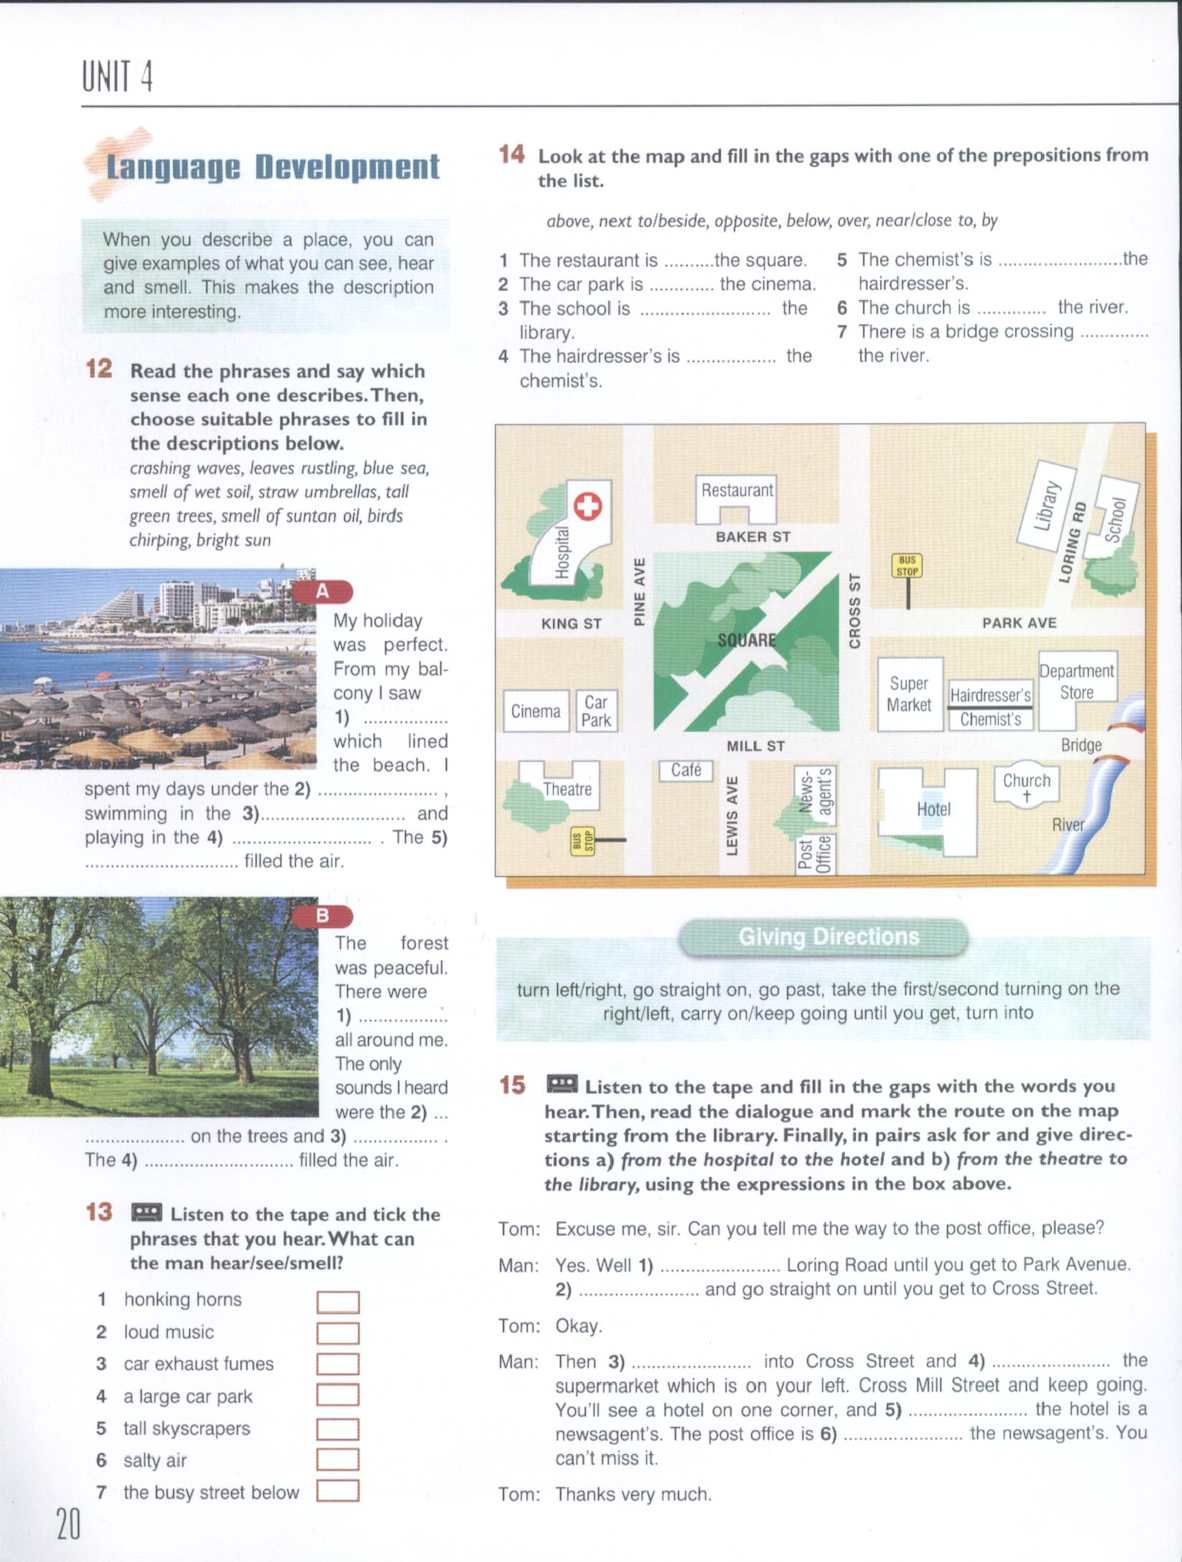 UNIT 4
Language Development
When you describe a place, you can
give examples of what you can see, hear
and smell. This makes the description
more interesting.
12 Read the phrases and say which
sense each one describes. Then,
choose suitable phrases to fill in
the descriptions below.
crashing waves, leaves rustling, blue sea,
smell of wet soil, straw umbrellas, tall
green trees, smell of suntan oil, birds
chirping, bright sun
A
My holiday
was perfect.
From my bal-
cony I saw
1) ................
which lined
the beach. I
spent my days under the 2) ...................... ,
swimming in the 3)........................... and
playing in the 4) .......................... . The 5)
............................ filled the air.
B
The forest
was peaceful.
There were
1) ................
all around me.
The only
sounds I heard
were the 2) ...
................... on the trees and 3) ................ .
The 4) ............................ filled the air.
13 Listen to the tape and tick the
phrases that you hear. What can
the man hear/see/smell?
1 honking horns
2 loud music
3 car exhaust fumes
4 a large car park
5 tall skyscrapers
6 salty air
7 the busy street below
20
14 Look at the map and fill in the gaps with one of the prepositions from
the list.
above, next to/beside, opposite, below, over, near/close to, by
1 The restaurant is .........the square.
2 The car park is ............ the cinema.
3 The school is ........................ the
library.
4 The hairdresser's is ................. the
chemist's.
5 The chemist's is .......................the
hairdresser's.
6 The church is ............. the river.
7 There is a bridge crossing .............
the river.
Hospital
Restaurant
BAKER ST
PINE AVE
KING ST
SQUARE
CROSS ST
BUS
STOP
Library
LORING RD
School
PARK AVE
Cinema
Car
Park
Super
Market
Hairdresser's
Chemist's
Department
Store
MILL ST
Bridge
Theatre
BUS
STOP
Café
LEWIS AVE
News-
agent's
Post
Office
Hotel
Church
River
Giving Directions
turn left/right, go straight on, go past, take the first/second turning on the
right/left, carry on/keep going until you get, turn into
15 Listen to the tape and fill in the gaps with the words you
hear. Then, read the dialogue and mark the route on the map
starting from the library. Finally, in pairs ask for and give direc-
tions a) from the hospital to the hotel and b) from the theatre to
the library, using the expressions in the box above.
Tom: Excuse me, sir. Can you tell me the way to the post office, please?
Man: Yes. Well 1) ...................... Loring Road until you get to Park Avenue.
2) ...................... and go straight on until you get to Cross Street.
Tom: Okay.
Man: Then 3) ...................... into Cross Street and 4) ...................... the
supermarket which is on your left. Cross Mill Street and keep going.
You'll see a hotel on one corner, and 5) ...................... the hotel is a
newsagent's. The post office is 6) ...................... the newsagent's. You
can't miss it.
Tom: Thanks very much.